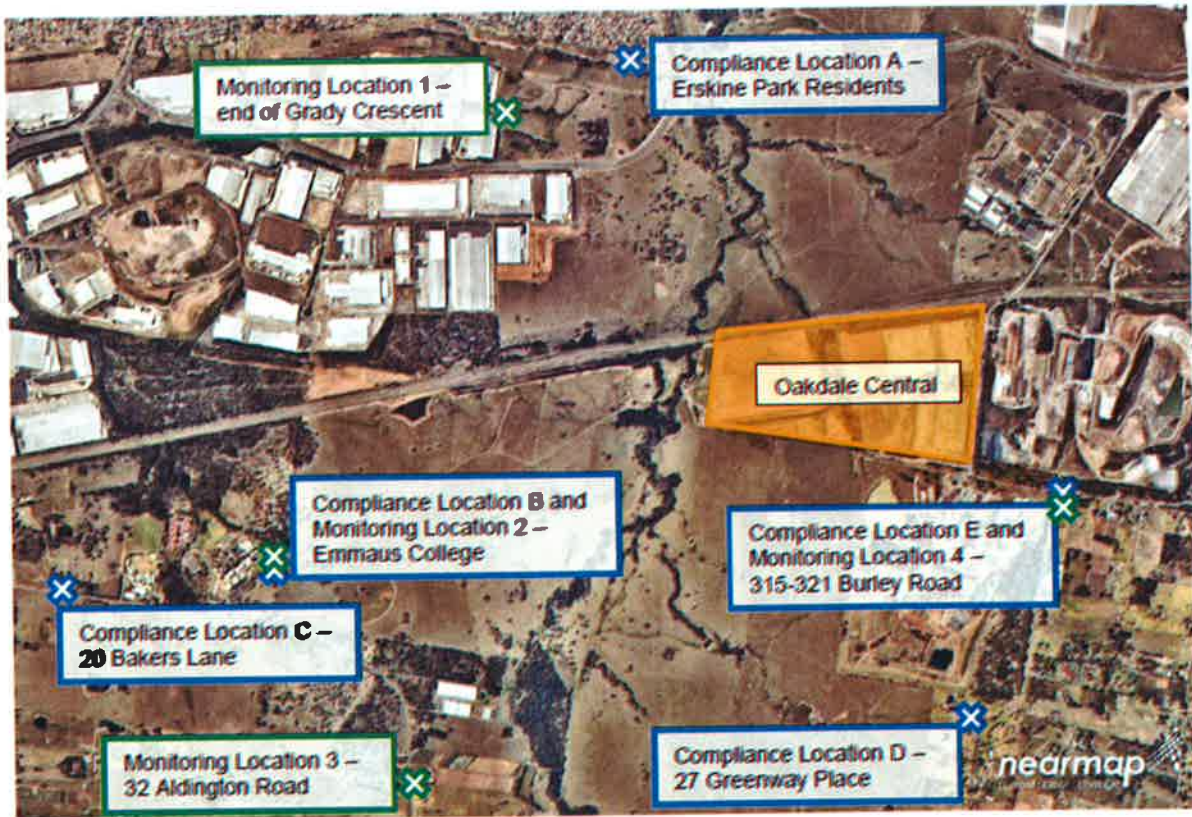 Monitoring Location 1 –
end of Grady Crescent
Compliance Location A –
Erskine Park Residents
Oakdale Central
Compliance Location B and
Monitoring Location 2 –
Emmaus College
Compliance Location E and
Monitoring Location 4 –
315-321 Burley Road
Compliance Location C –
20 Bakers Lane
Monitoring Location 3 –
32 Aldington Road
Compliance Location D –
27 Greenway Place
nearmap